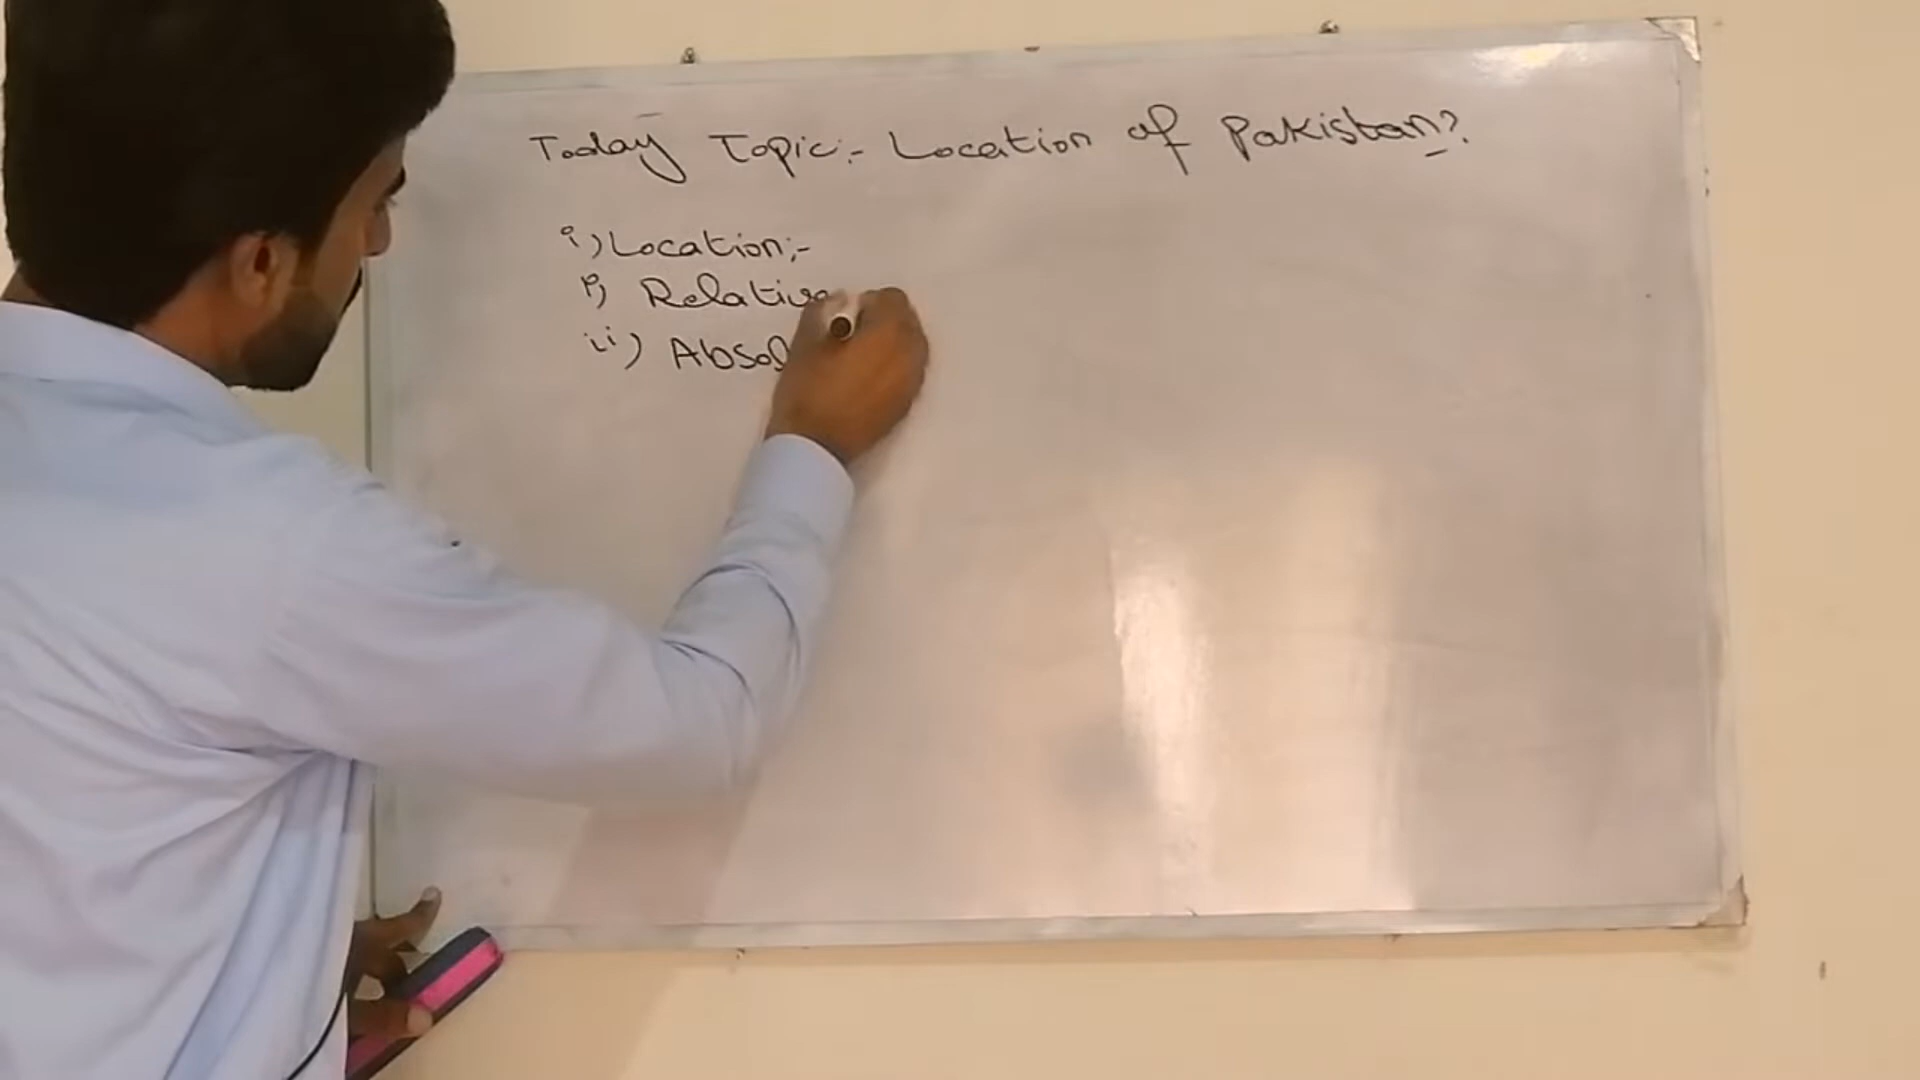 Today Topic:- Location of Pakistan?
i) Location:-
i) Relative
ii) Absol